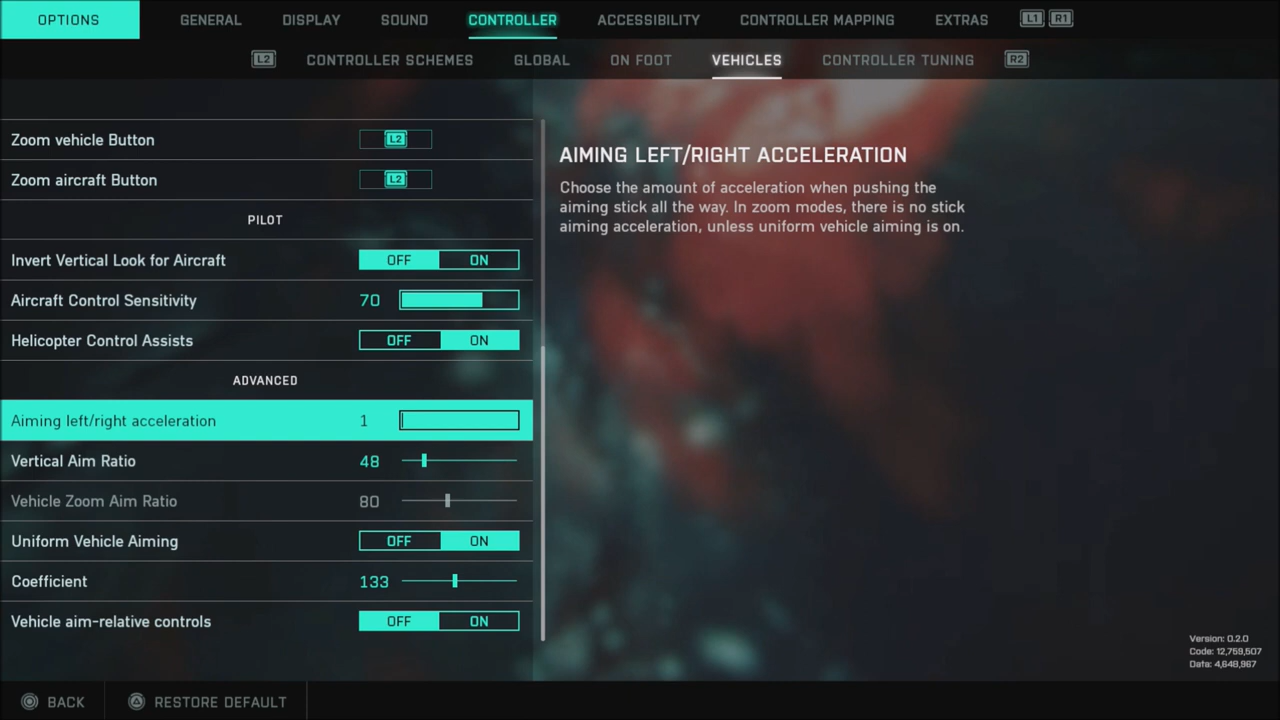 OPTIONS
GENERAL
DISPLAY
SOUND
CONTROLLER
ACCESSIBILITY
CONTROLLER MAPPING
EXTRAS
L1 R1
L2
CONTROLLER SCHEMES
GLOBAL
ON FOOT
VEHICLES
CONTROLLER TUNING
R2
Zoom vehicle Button L2
Zoom aircraft Button L2
PILOT
Invert Vertical Look for Aircraft OFF ON
Aircraft Control Sensitivity 70
Helicopter Control Assists OFF ON
ADVANCED
Aiming left/right acceleration 1
Vertical Aim Ratio 48
Vehicle Zoom Aim Ratio 80
Uniform Vehicle Aiming OFF ON
Coefficient 133
Vehicle aim-relative controls OFF ON
AIMING LEFT/RIGHT ACCELERATION
Choose the amount of acceleration when pushing the
aiming stick all the way. In zoom modes, there is no stick
aiming acceleration, unless uniform vehicle aiming is on.
Version: 0.2.0
Code: 12,759,507
Data: 4,648,967
BACK
RESTORE DEFAULT